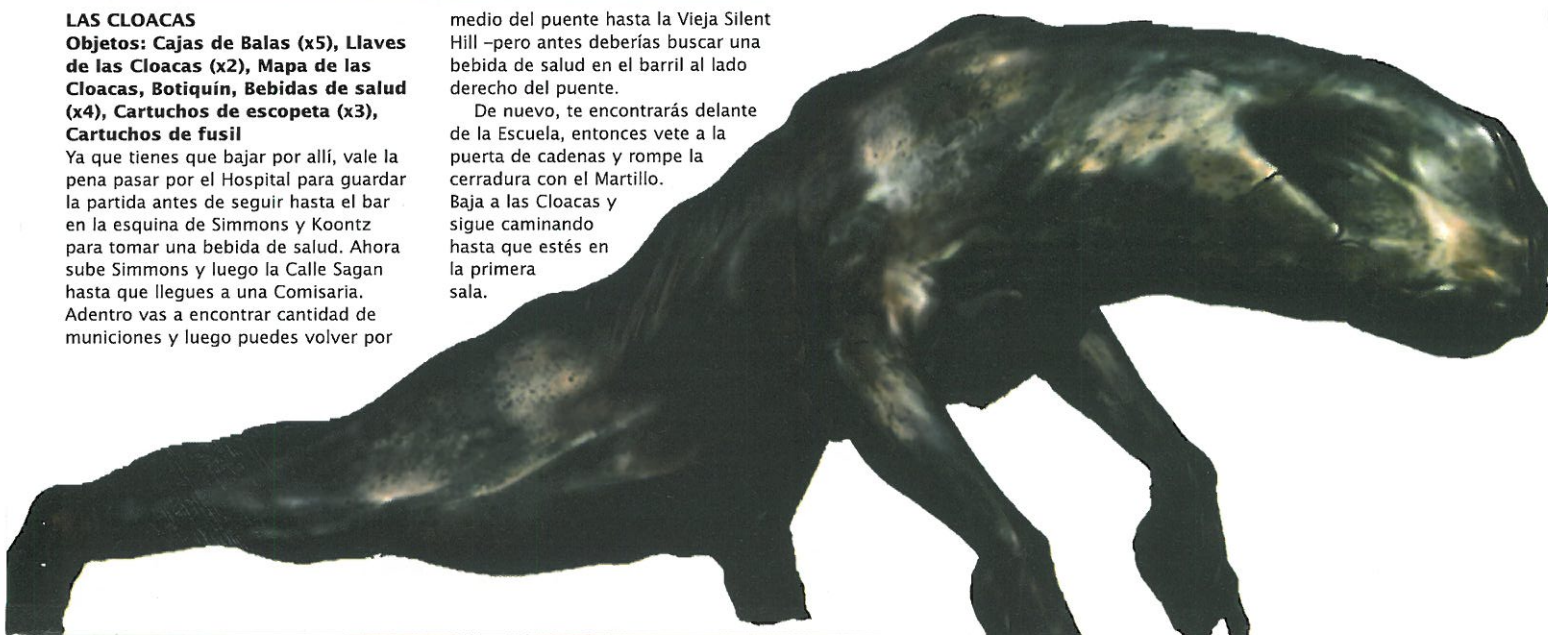 LAS CLOACAS
Objetos: Cajas de Balas (x5), Llaves
de las Cloacas (x2), Mapa de las
Cloacas, Botiquín, Bebidas de salud
(x4), Cartuchos de escopeta (x3),
Cartuchos de fusil
Ya que tienes que bajar por allí, vale la
pena pasar por el Hospital para guardar
la partida antes de seguir hasta el bar
en la esquina de Simmons y Koontz
para tomar una bebida de salud. Ahora
sube Simmons y luego la Calle Sagan
hasta que llegues a una Comisaria.
Adentro vas a encontrar cantidad de
municiones y luego puedes volver por
medio del puente hasta la Vieja Silent
Hill –pero antes deberías buscar una
bebida de salud en el barril al lado
derecho del puente.
De nuevo, te encontrarás delante
de la Escuela, entonces vete a la
puerta de cadenas y rompe la
cerradura con el Martillo.
Baja a las Cloacas y
sigue caminando
hasta que estés en
la primera
sala.